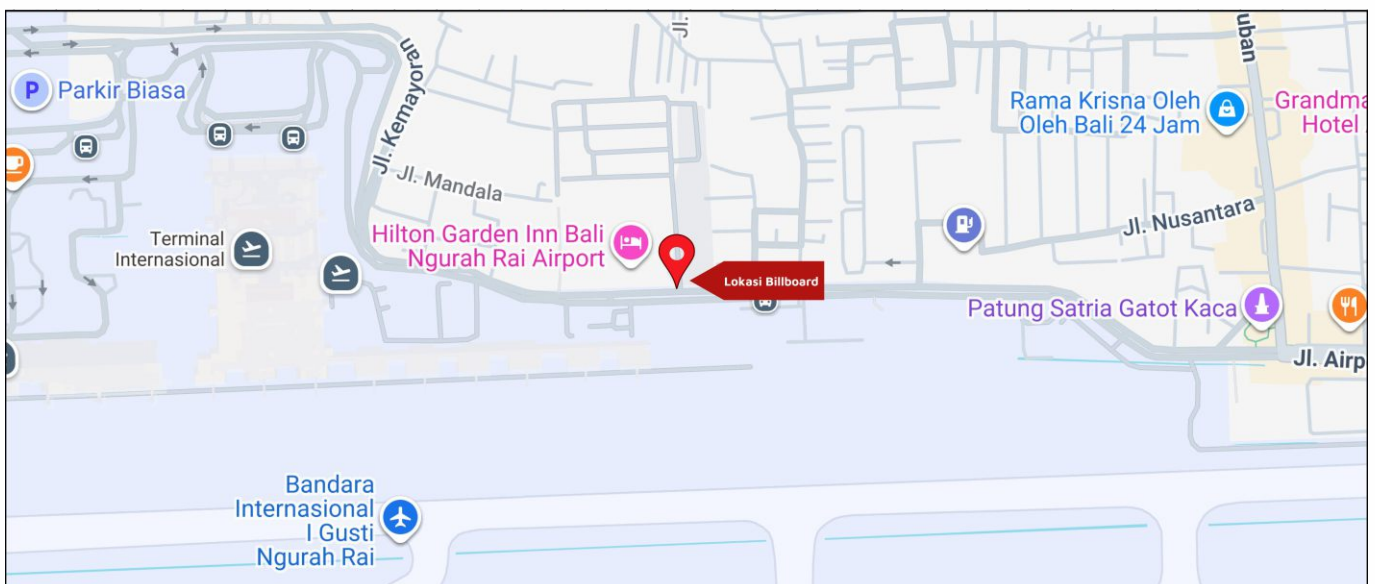 Jl.
uban
P
Parkir Biasa
Jl. Kemayoran
Rama Krisna Oleh
Oleh Bali 24 Jam
Grandma
Hotel
Jl. Mandala
Jl. Nusantara
Terminal
Internasional
Hilton Garden Inn Bali
Ngurah Rai Airport
Lokasi Billboard
Patung Satria Gatot Kaca
Jl. Airp
Bandara
Internasional
I Gusti
Ngurah Rai